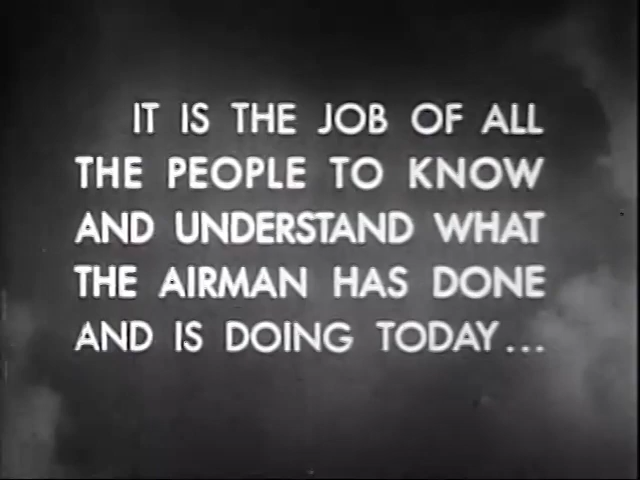 IT IS THE JOB OF ALL
THE PEOPLE TO KNOW
AND UNDERSTAND WHAT
THE AIRMAN HAS DONE
AND IS DOING TODAY...